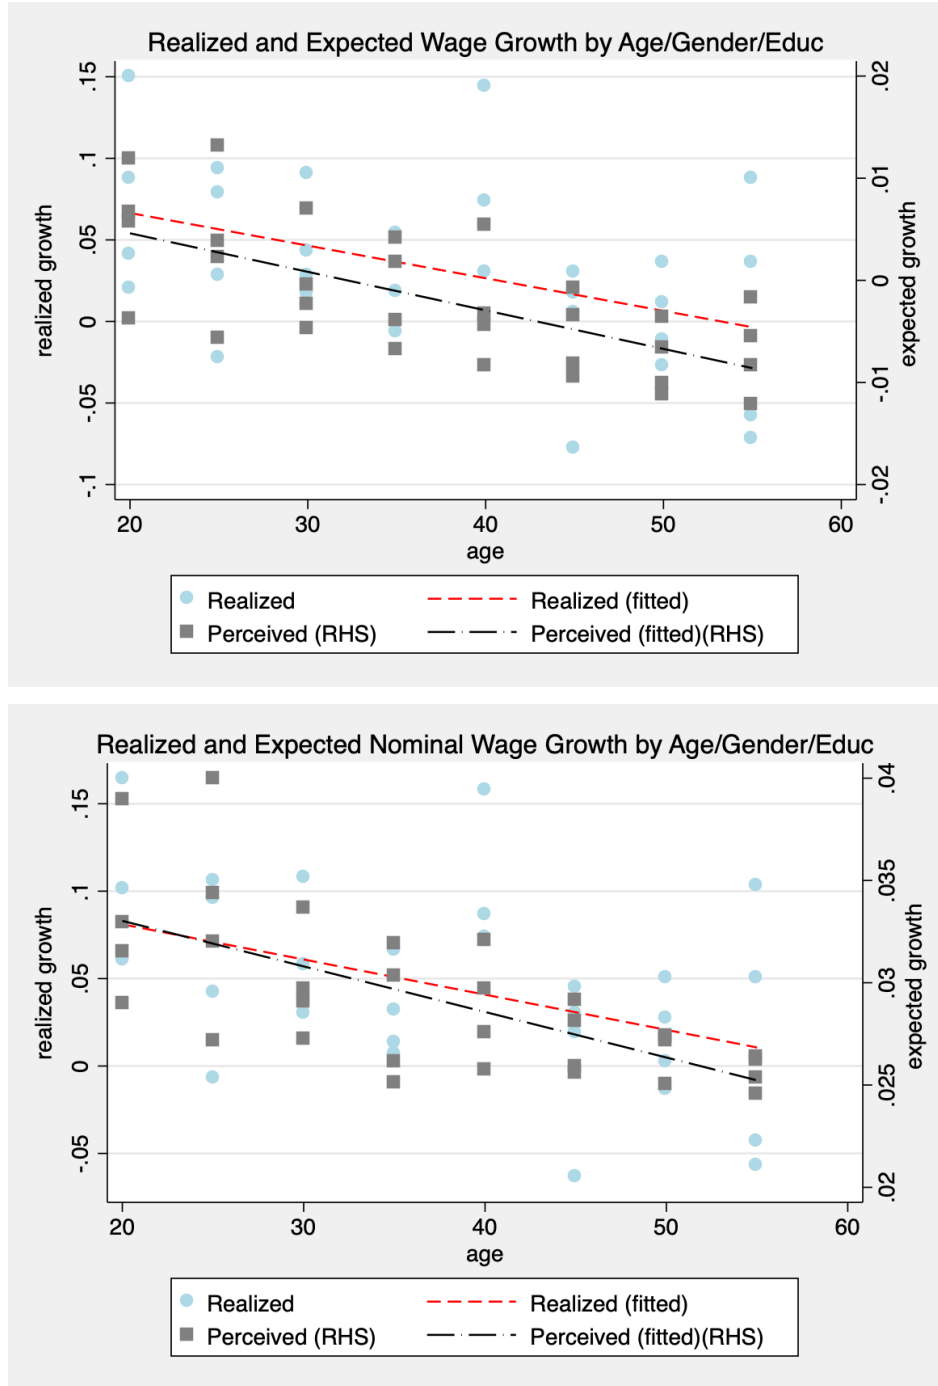 Realized and Expected Wage Growth by Age/Gender/Educ
realized growth
.15
.1
.05
0
-.05
-.1
.02
.01
0
-.01
-.02
expected growth
20 30 40 50 60
age
Realized Realized (fitted)
Perceived (RHS) Perceived (fitted)(RHS)
Realized and Expected Nominal Wage Growth by Age/Gender/Educ
realized growth
.15
.1
.05
0
-.05
.04
.035
.03
.025
.02
expected growth
20 30 40 50 60
age
Realized Realized (fitted)
Perceived (RHS) Perceived (fitted)(RHS)